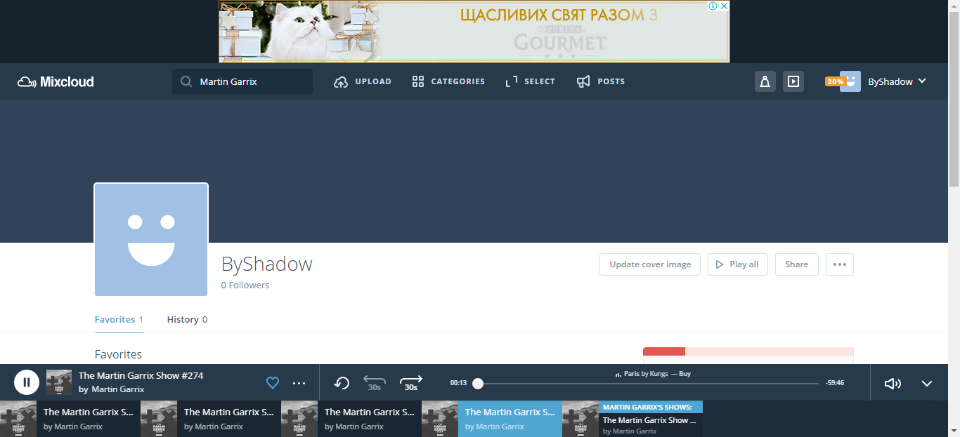 ЩАСЛИВИХ СВЯТ РАЗОМ З
PURINA
GOURMET
Mixcloud
Martin Garrix
UPLOAD
CATEGORIES
SELECT
POSTS
20%
ByShadow
ByShadow
0 Followers
Update cover image
Play all
Share
Favorites 1
History 0
Favorites
The Martin Garrix Show #274
by Martin Garrix
30s
30s
00:13
Paris by Kungs — Buy
-59:46
The Martin Garrix S...
by Martin Garrix
The Martin Garrix S...
by Martin Garrix
The Martin Garrix S...
by Martin Garrix
The Martin Garrix S...
by Martin Garrix
MARTIN GARRIX'S SHOWS:
The Martin Garrix Show ...
by Martin Garrix